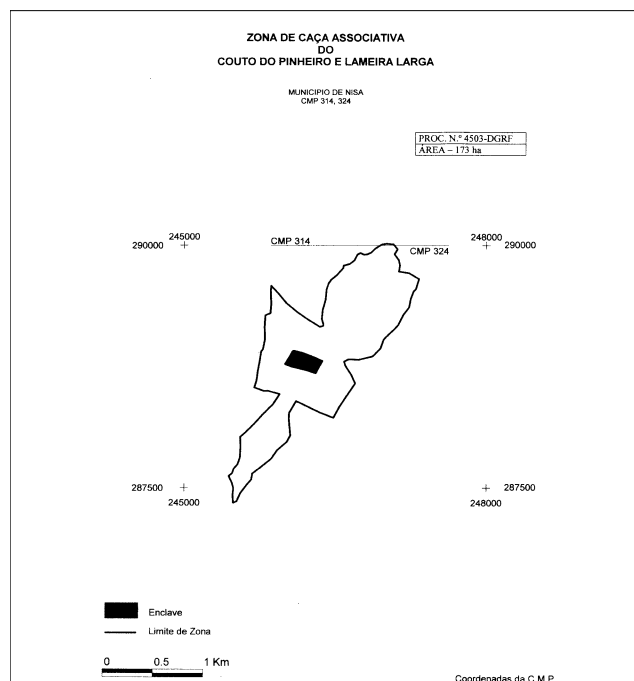 ZONA DE CAÇA ASSOCIATIVA
DO
COUTO DO PINHEIRO E LAMEIRA LARGA
MUNICIPIO DE NISA
CMP 314, 324
PROC. N.º 4503-DGRF
ÁREA – 173 ha
245000
290000
CMP 314
CMP 324
248000
290000
287500
245000
287500
248000
Enclave
Limite de Zona
0 0.5 1 Km
Coordenadas da C.M.P.